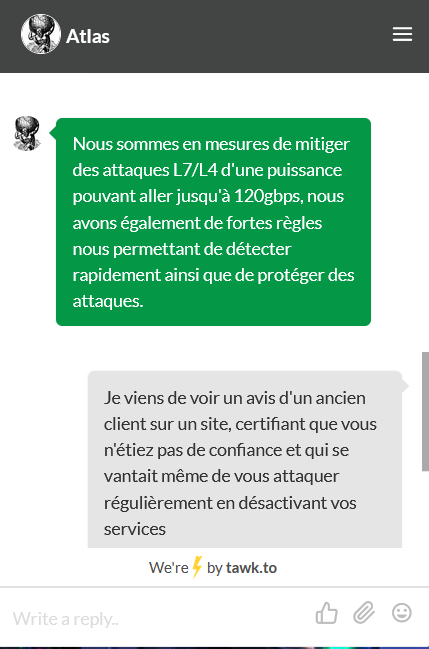 Atlas
Nous sommes en mesures de mitiger
des attaques L7/L4 d'une puissance
pouvant aller jusqu'à 120gbps, nous
avons également de fortes règles
nous permettant de détecter
rapidement ainsi que de protéger des
attaques.
Je viens de voir un avis d'un ancien
client sur un site, certifiant que vous
n'étiez pas de confiance et qui se
vantait même de vous attaquer
régulièrement en désactivant vos
services
We're by tawk.to
Write a reply..